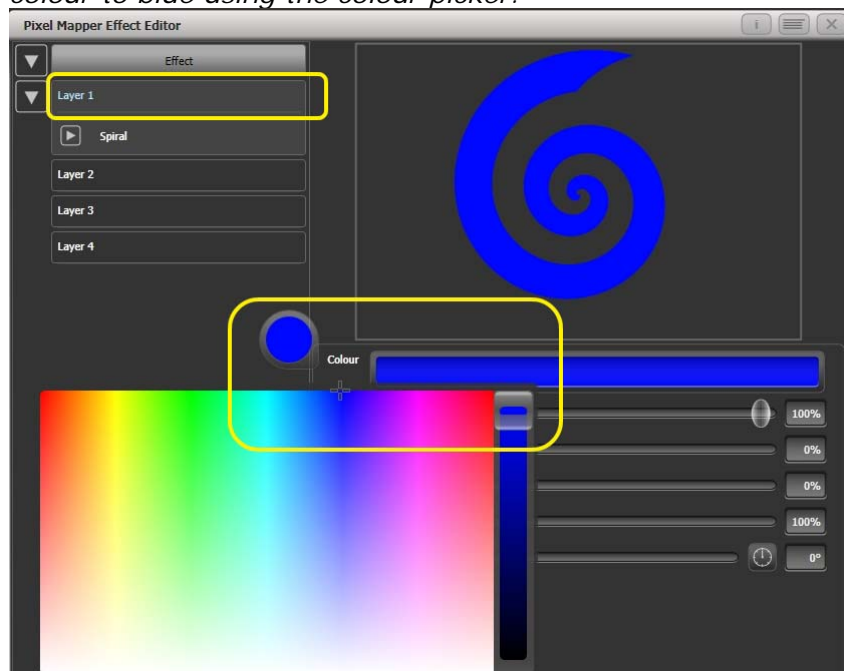 colour to blue using the colour picker.
Pixel Mapper Effect Editor
i
Effect
Layer 1
Spiral
Layer 2
Layer 3
Layer 4
Colour
100%
0%
0%
100%
0°